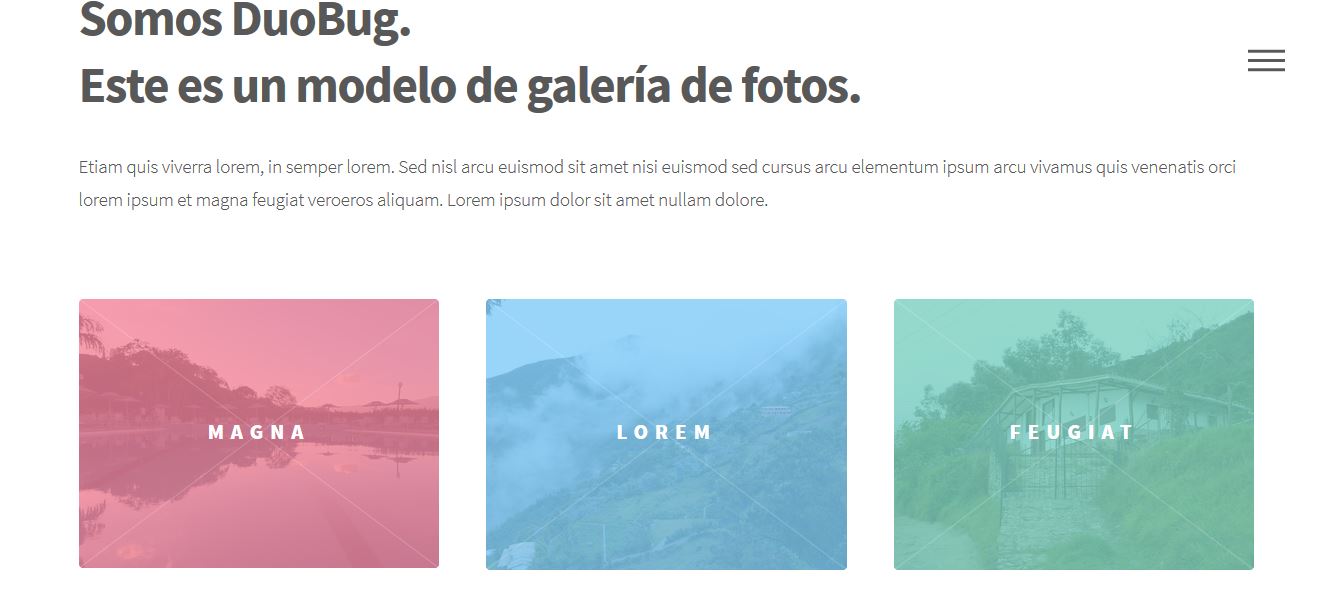 Somos DuoBug.
Este es un modelo de galería de fotos.
Etiam quis viverra lorem, in semper lorem. Sed nisl arcu euismod sit amet nisi euismod sed cursus arcu elementum ipsum arcu vivamus quis venenatis orci
lorem ipsum et magna feugiat veroeros aliquam. Lorem ipsum dolor sit amet nullam dolore.
MAGNA
LOREM
FEUGIAT